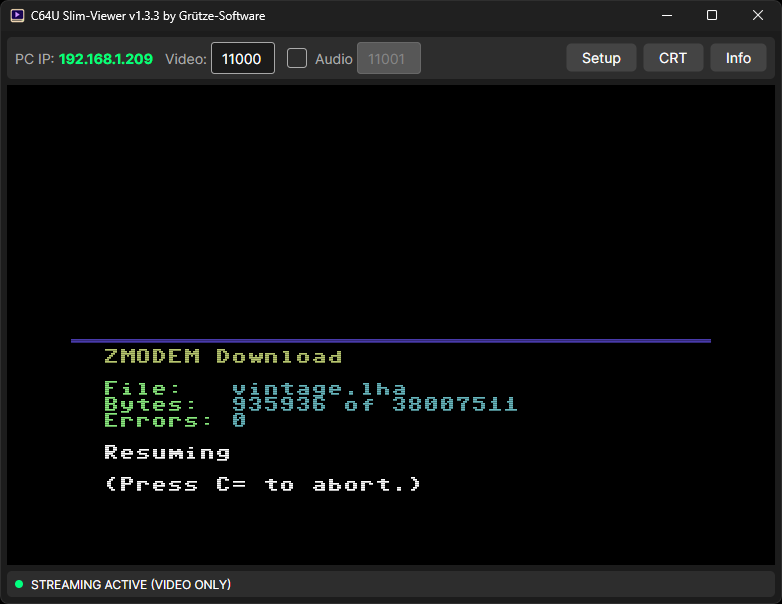 C64U Slim-Viewer v1.3.3 by Grütze-Software
PC IP: 192.168.1.209 Video: 11000 Audio 11001 Setup CRT Info
ZMODEM Download
File: vintage.lha
Bytes: 935936 of 38007511
Errors: 0
Resuming
(Press C= to abort.)
STREAMING ACTIVE (VIDEO ONLY)